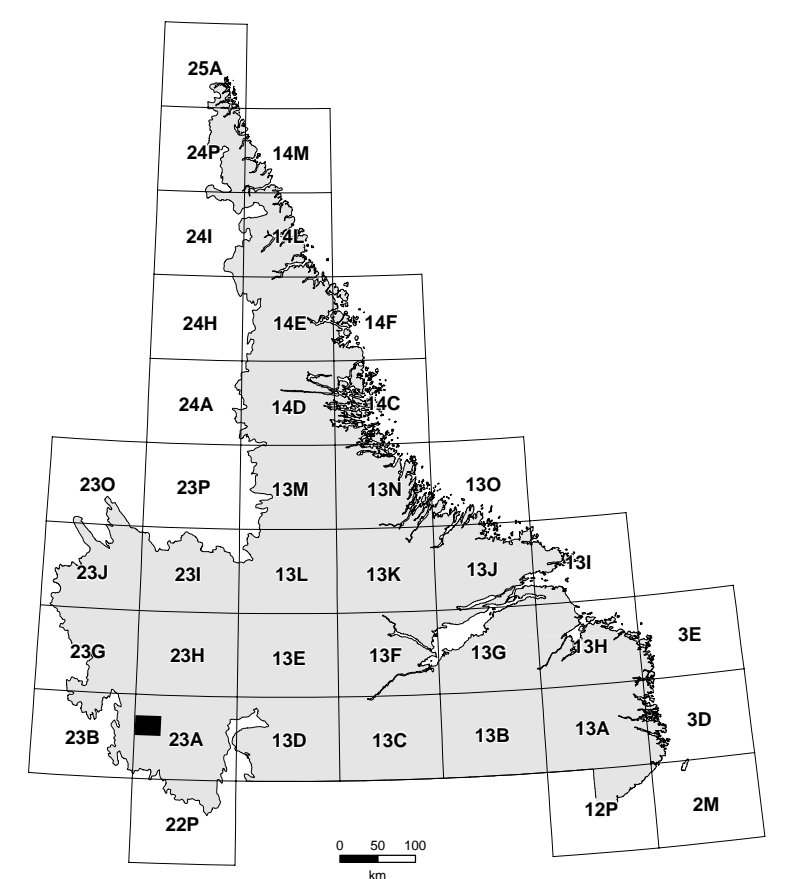 25A
24P 14M
24I 14L
24H 14E 14F
24A 14D 14C
23O 23P 13M 13N 13O
23J 23I 13L 13K 13J 13I
23G 23H 13E 13F 13G 13H 3E
23B 23A 13D 13C 13B 13A 3D
22P 12P 2M
0 50 100
km